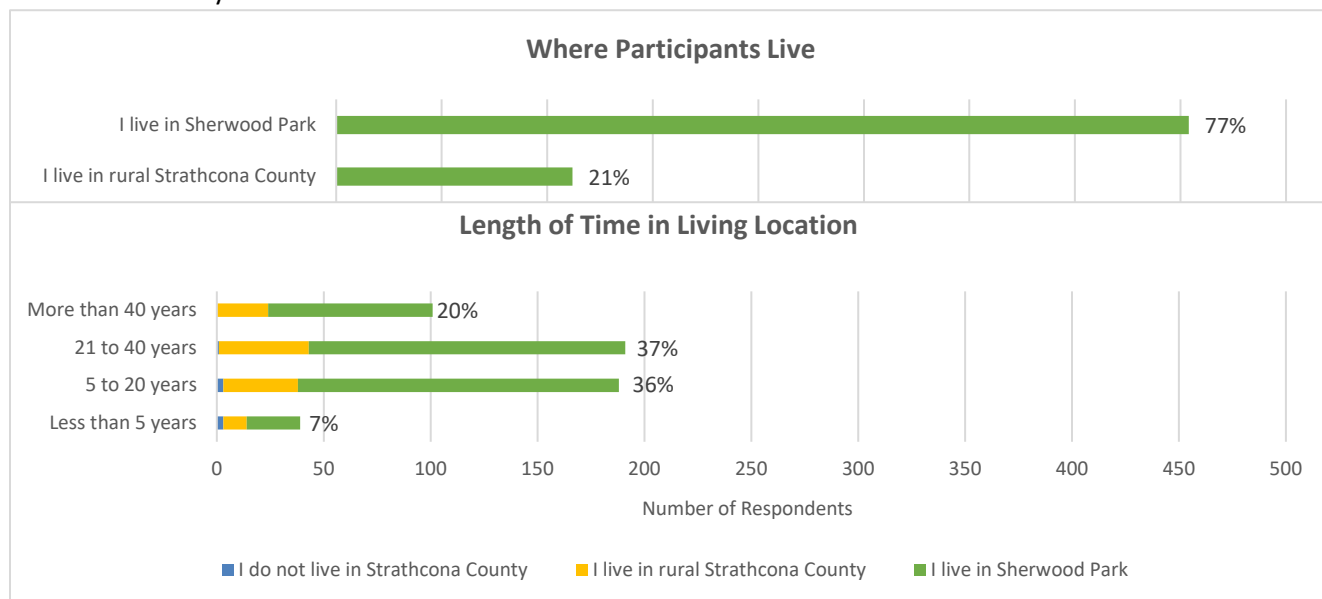 Where Participants Live
I live in Sherwood Park 77%
I live in rural Strathcona County 21%
Length of Time in Living Location
More than 40 years 20%
21 to 40 years 37%
5 to 20 years 36%
Less than 5 years 7%
0 50 100 150 200 250 300 350 400 450 500
Number of Respondents
I do not live in Strathcona County I live in rural Strathcona County I live in Sherwood Park